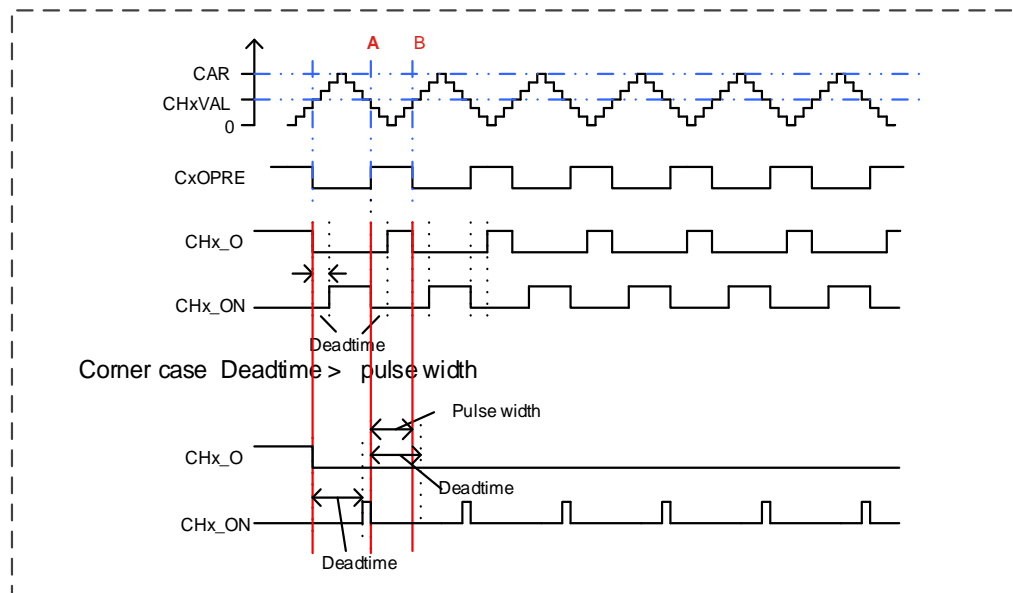 A B
CAR
CHxVAL
0
CxOPRE
CHx_O
CHx_ON
Deadtime
Corner case Deadtime > pulse width
Pulse width
CHx_O
Deadtime
CHx_ON
Deadtime